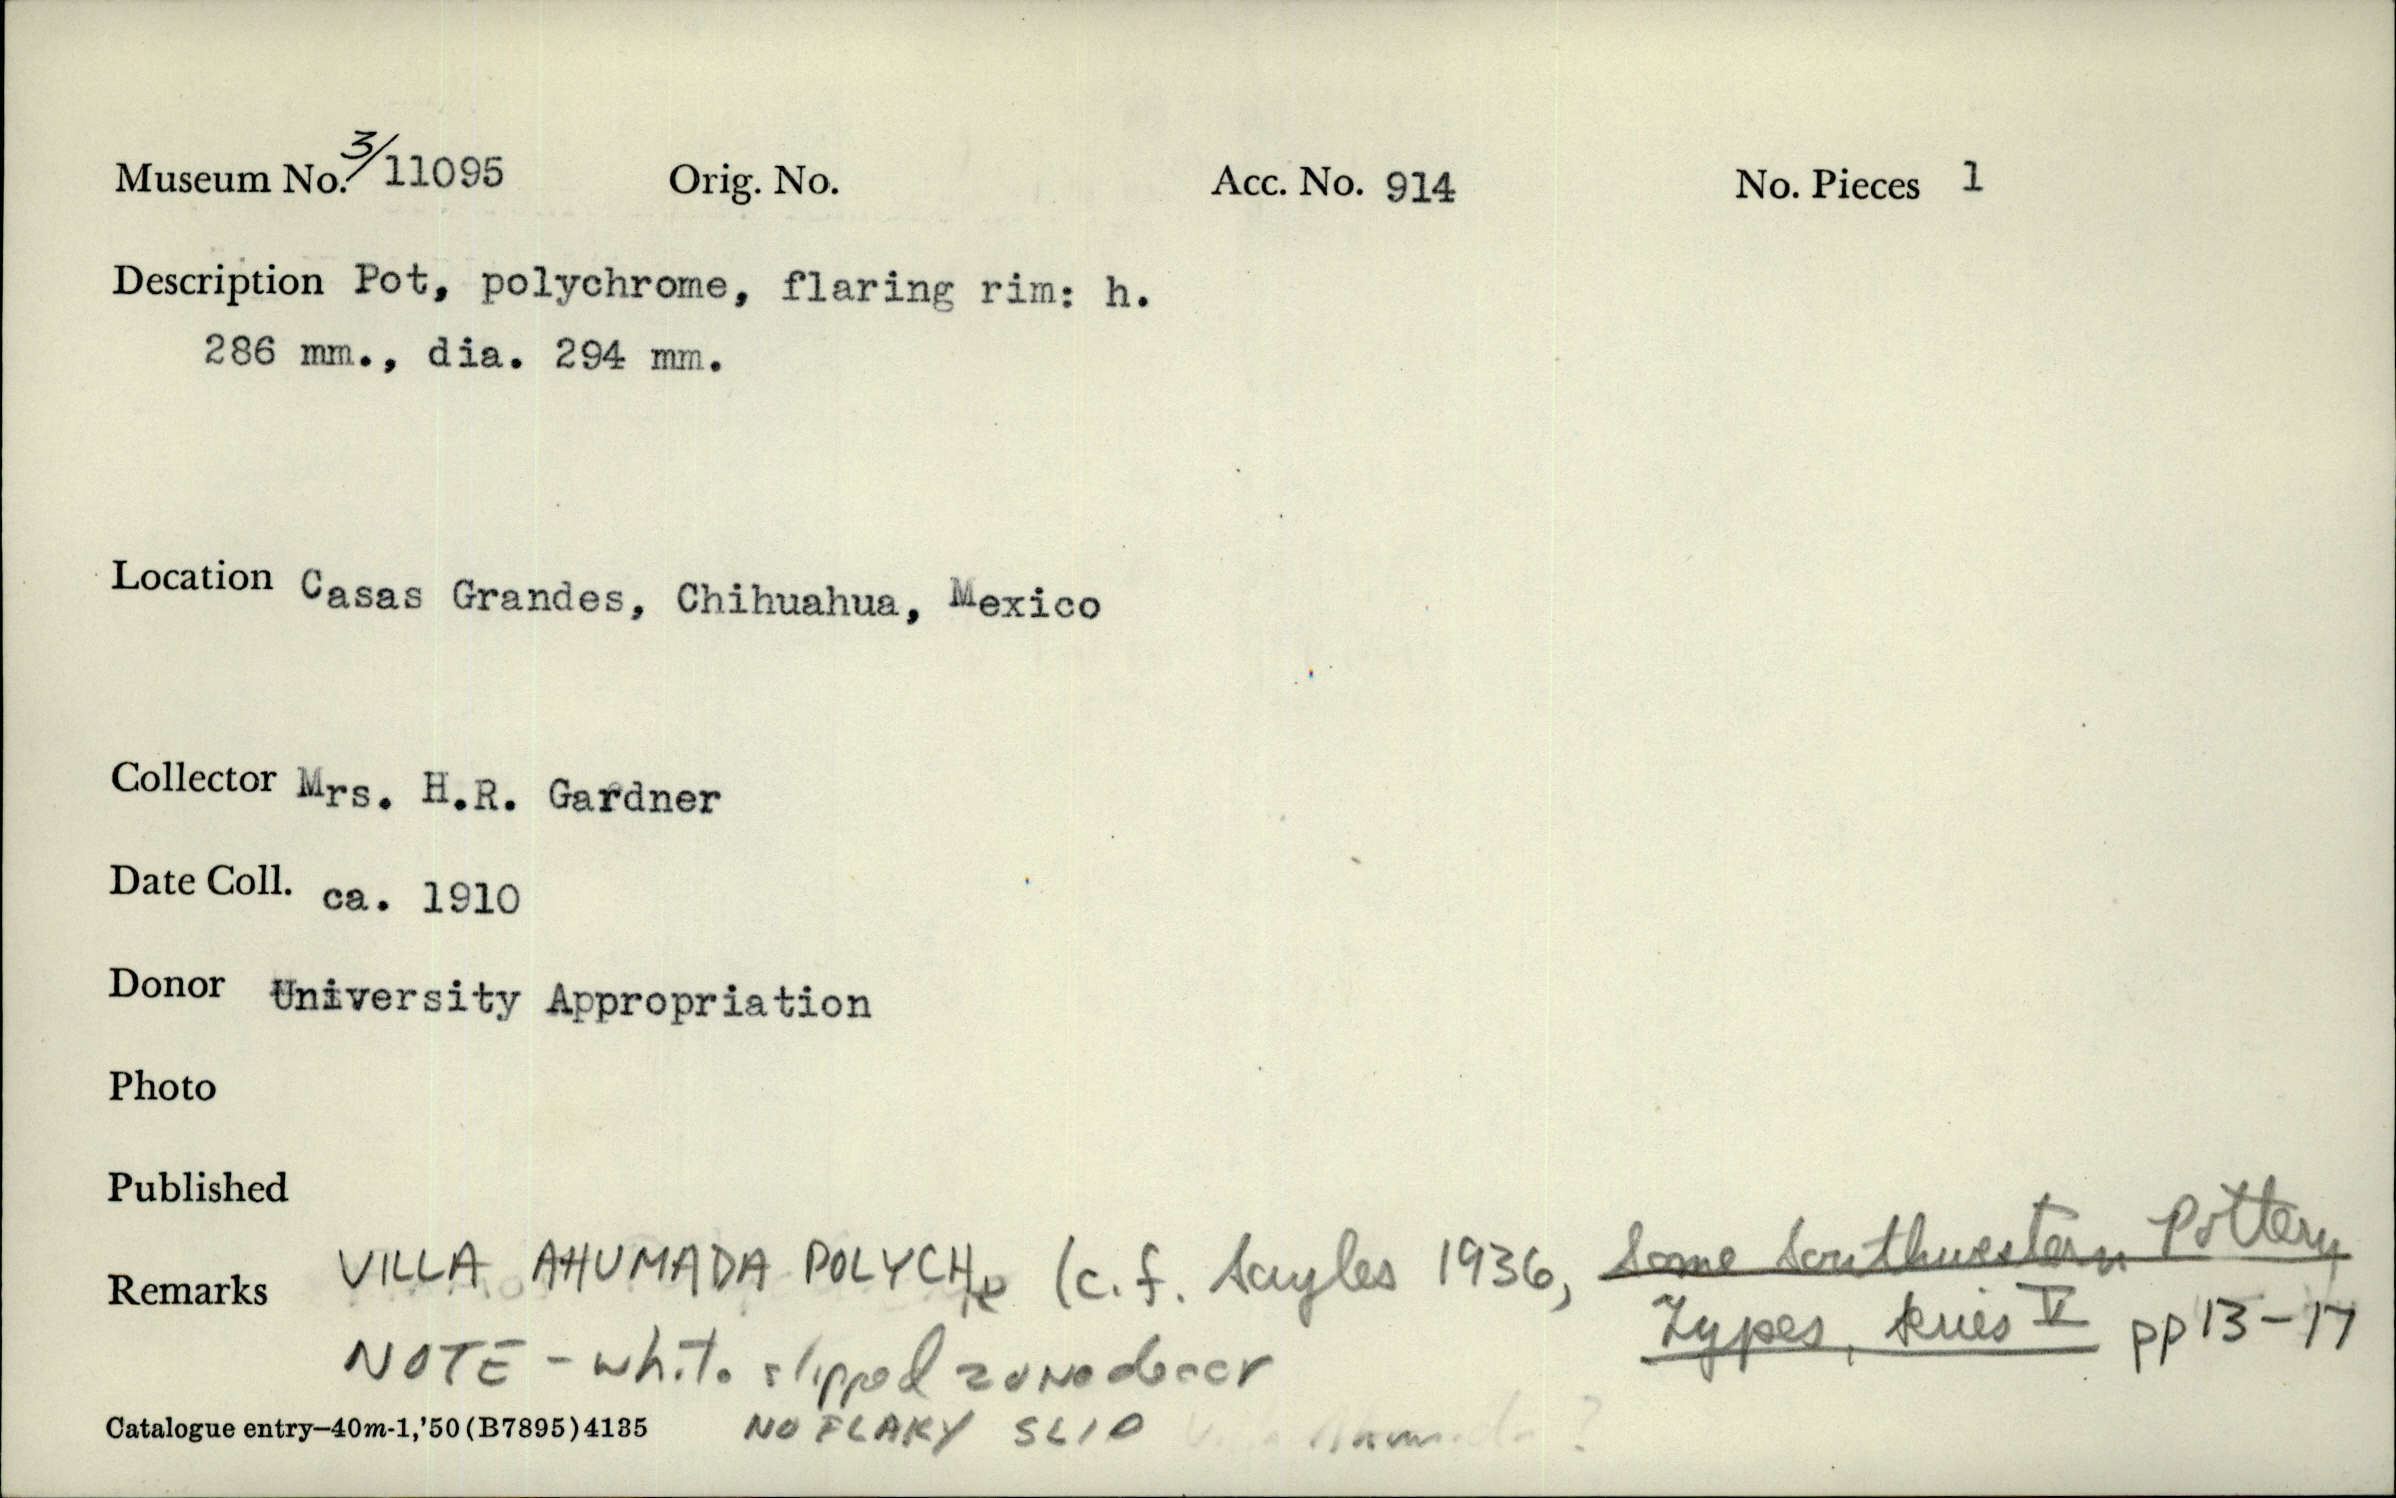 Museum No. 3/11095 Orig. No. Acc. No. 914 No. Pieces 1
Description Pot, polychrome, flaring rim: h.
286 mm., dia. 294 mm.
Location Casas Grandes, Chihuahua, Mexico
Collector Mrs. H.R. Gardner
Date Coll. ca. 1910
Donor University Appropriation
Photo
Published
Remarks VILLA AHUMADA POLYCH (c.f. Sayles 1936, Some Southwestern Pottery
Types, Series V pp 13-17
NOTE - white slipped zone
NO FLAKY SLIP ?
Catalogue entry—40m-1,'50(B7895)4135